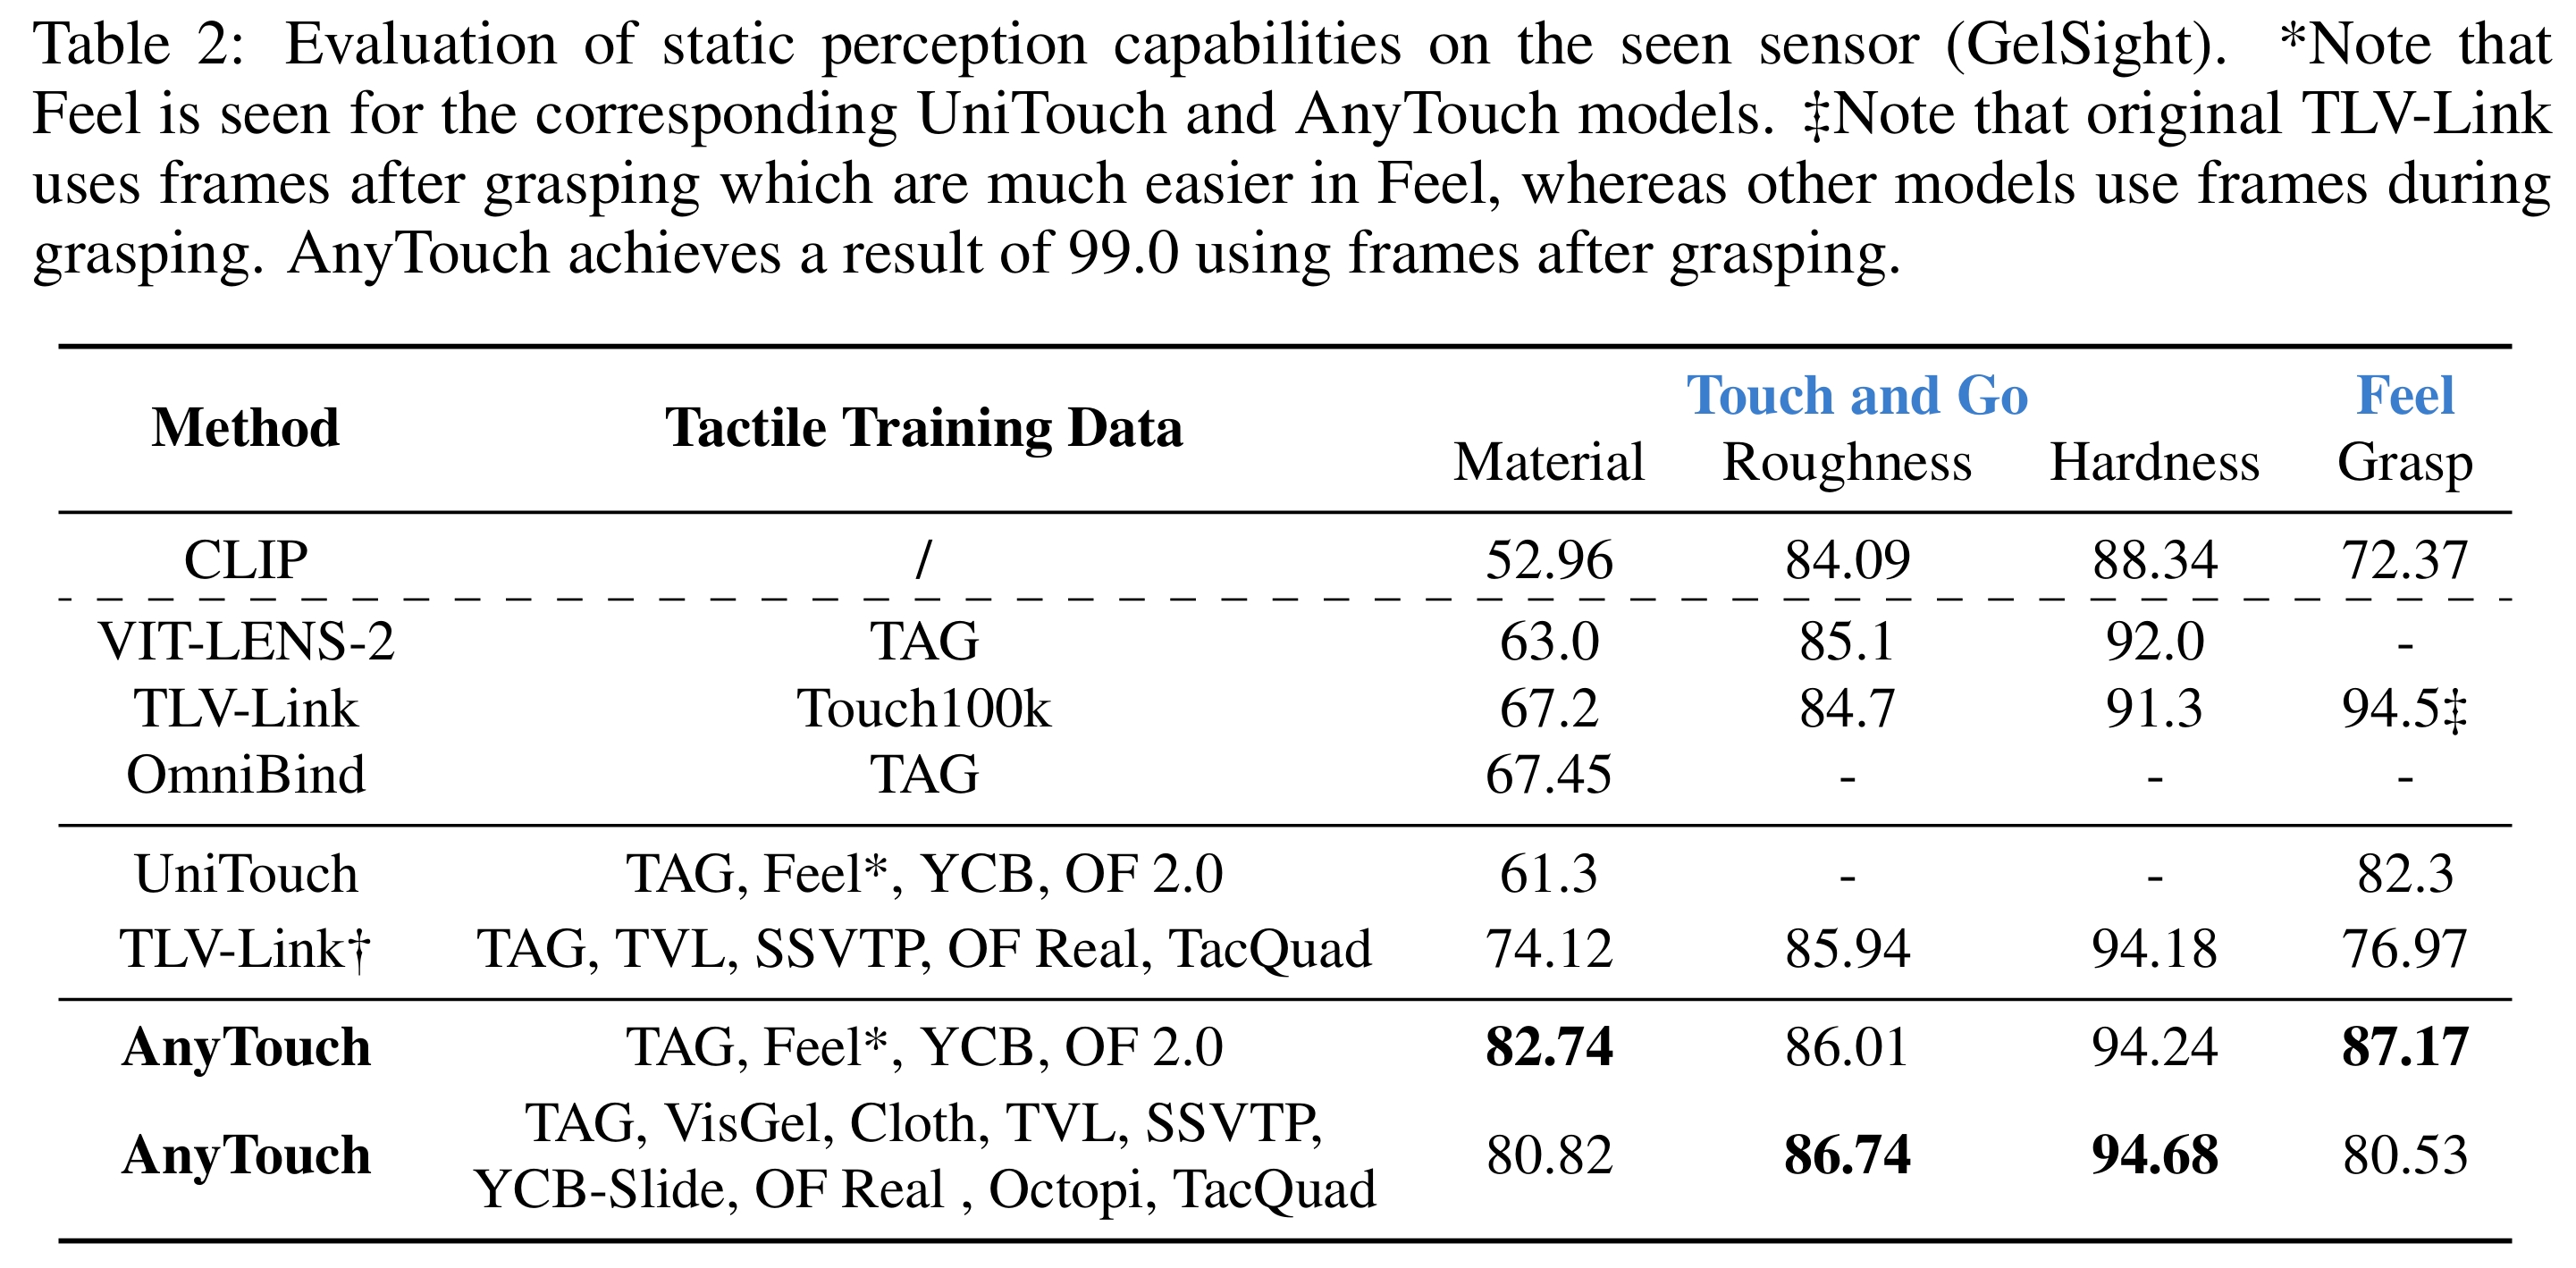 Table 2: Evaluation of static perception capabilities on the seen sensor (GelSight). *Note that
Feel is seen for the corresponding UniTouch and AnyTouch models. ‡Note that original TLV-Link
uses frames after grasping which are much easier in Feel, whereas other models use frames during
grasping. AnyTouch achieves a result of 99.0 using frames after grasping.
Method Tactile Training Data Touch and Go Feel
Material Roughness Hardness Grasp
CLIP / 52.96 84.09 88.34 72.37
VIT-LENS-2 TAG 63.0 85.1 92.0 -
TLV-Link Touch100k 67.2 84.7 91.3 94.5‡
OmniBind TAG 67.45 - - -
UniTouch TAG, Feel*, YCB, OF 2.0 61.3 - - 82.3
TLV-Link† TAG, TVL, SSVTP, OF Real, TacQuad 74.12 85.94 94.18 76.97
AnyTouch TAG, Feel*, YCB, OF 2.0 82.74 86.01 94.24 87.17
TAG, VisGel, Cloth, TVL, SSVTP,
AnyTouch 80.82 86.74 94.68 80.53
YCB-Slide, OF Real , Octopi, TacQuad